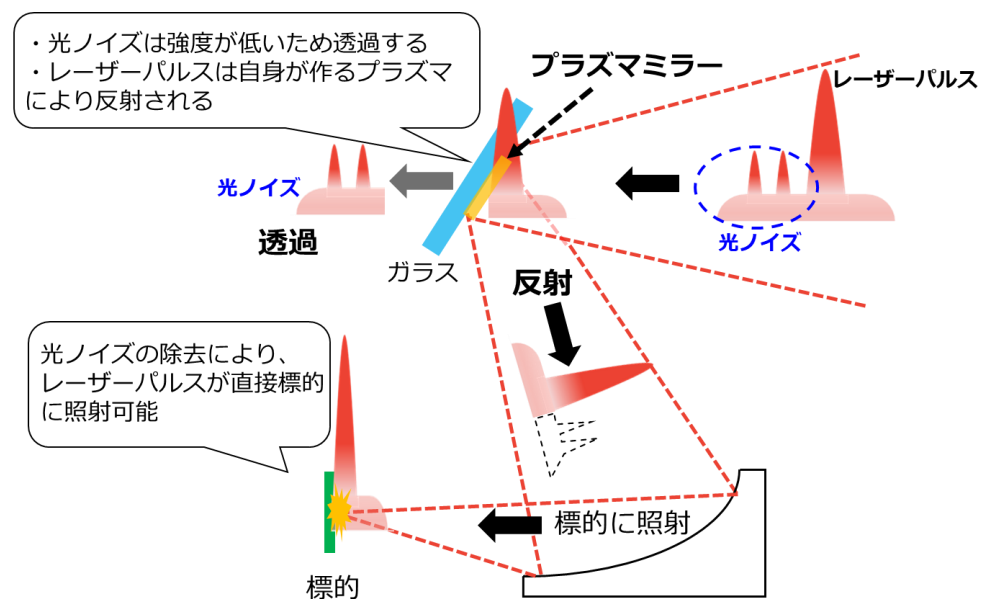 ・光ノイズは強度が低いため透過する
・レーザーパルスは自身が作るプラズマ
により反射される
プラズマミラー
レーザーパルス
光ノイズ
透過
ガラス
光ノイズ
反射
光ノイズの除去により、
レーザーパルスが直接標的
に照射可能
標的に照射
標的